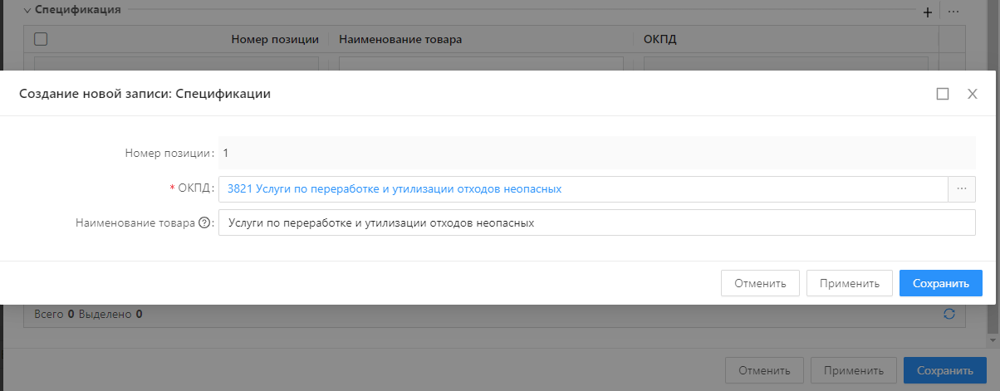 Спецификация
Номер позиции Наименование товара ОКПД
Создание новой записи: Спецификации
Номер позиции: 1
* ОКПД: 3821 Услуги по переработке и утилизации отходов неопасных ...
Наименование товара ?: Услуги по переработке и утилизации отходов неопасных
Отменить Применить Сохранить
Всего 0 Выделено 0
Отменить Применить Сохранить